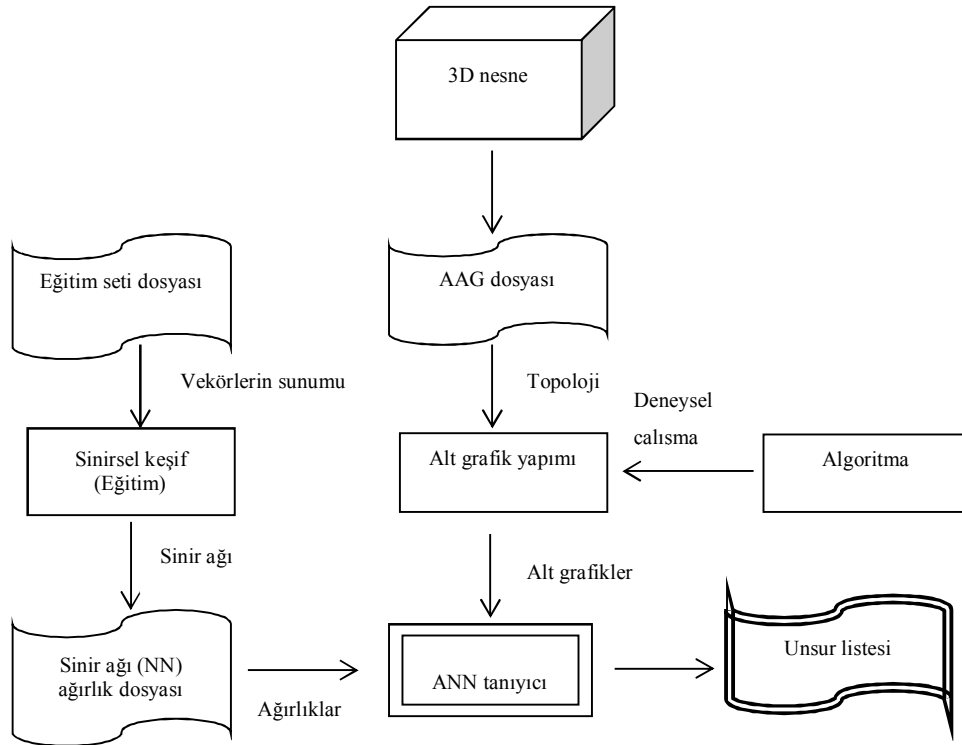 3D nesne
Eğitim seti dosyası
AAG dosyası
Vekörlerin sunumu
Topoloji
Deneysel
calısma
Sinirsel keşif
(Eğitim)
Alt grafik yapımı
Algoritma
Sinir ağı
Alt grafikler
Sinir ağı (NN)
ağırlık dosyası
Ağırlıklar
ANN tanıyıcı
Unsur listesi